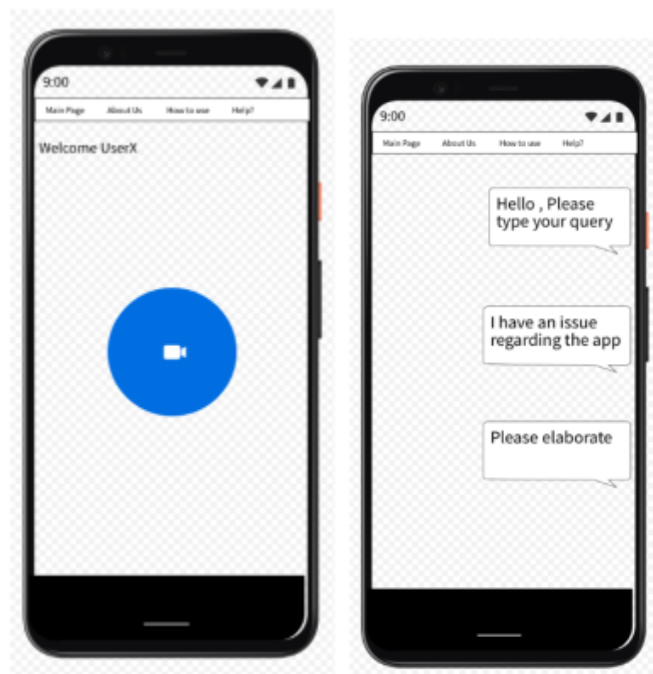 9:00
Main Page About Us How to use Help?
Welcome UserX
9:00
Main Page About Us How to use Help?
Hello , Please
type your query
I have an issue
regarding the app
Please elaborate